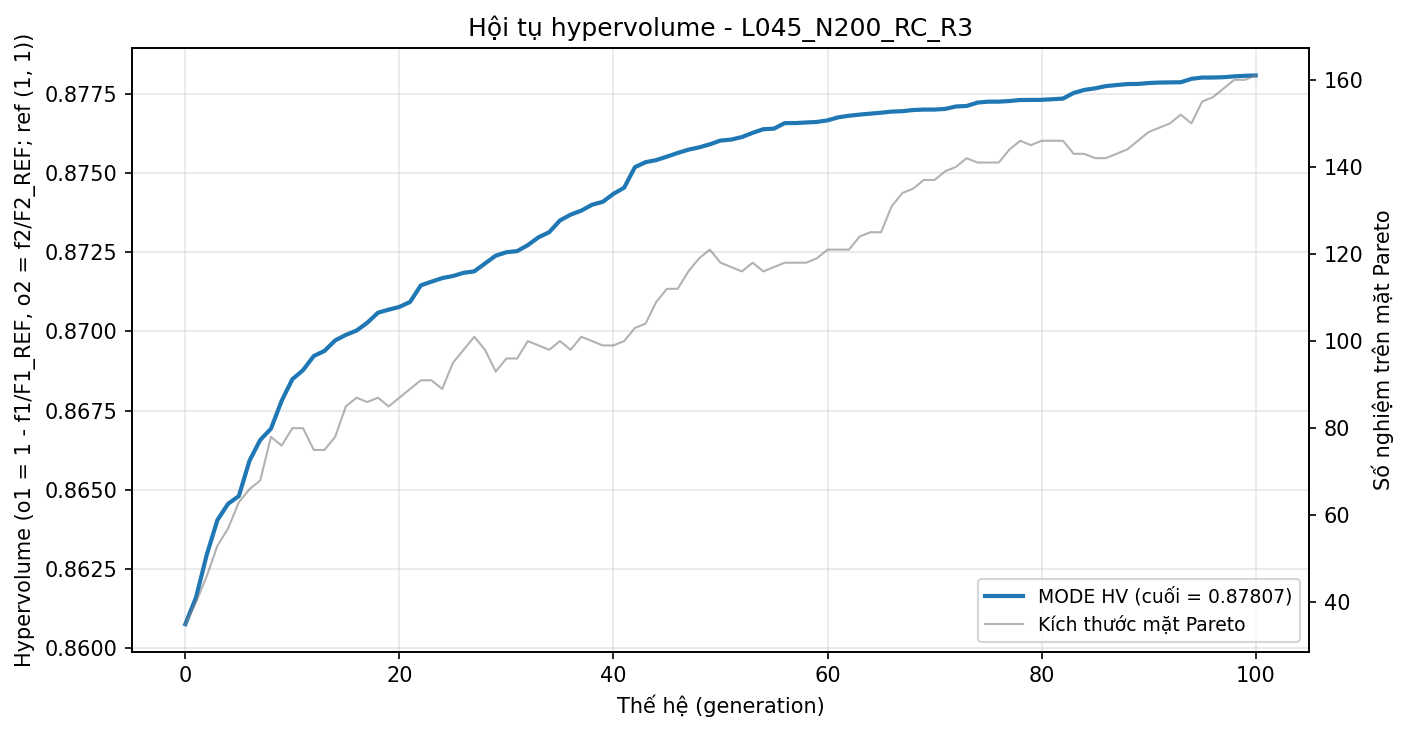 Hội tụ hypervolume - L045_N200_RC_R3
Hypervolume (o1 = 1 - f1/F1_REF, o2 = f2/F2_REF; ref (1, 1))
0.8775
0.8750
0.8725
0.8700
0.8675
0.8650
0.8625
0.8600
160
140
120
100
80
60
40
Số nghiệm trên mặt Pareto
MODE HV (cuối = 0.87807)
Kích thước mặt Pareto
0 20 40 60 80 100
Thế hệ (generation)